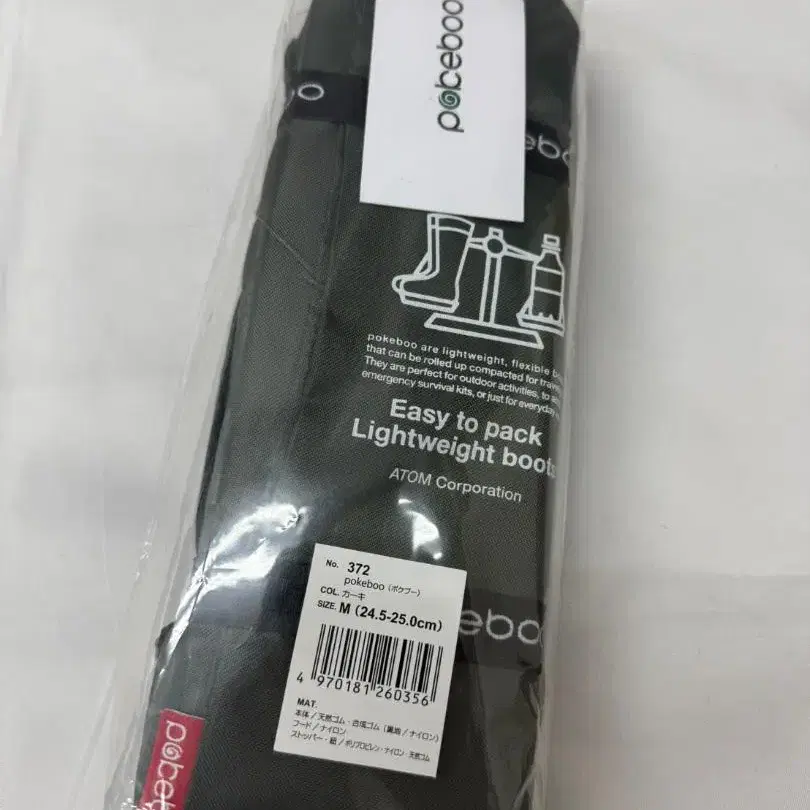 pokeboo
oo
ebo
pokeboo are lightweight, flexible b
that can be rolled up compacted for trave
They are perfect for outdoor activities, to
emergency survival kits, or just for everyday
Easy to pack
Lightweight boots
ATOM Corporation
No. 372
pokeboo (ポケブー)
COL. カーキ
SIZE. M (24.5-25.0cm)
eboo
4 970181 260356
MAT.
本体/天然ゴム・合成ゴム(裏地/ナイロン)
フード/ナイロン
ストッパー・紐/ポリプロピレン・ナイロン・天然ゴム
pokebo